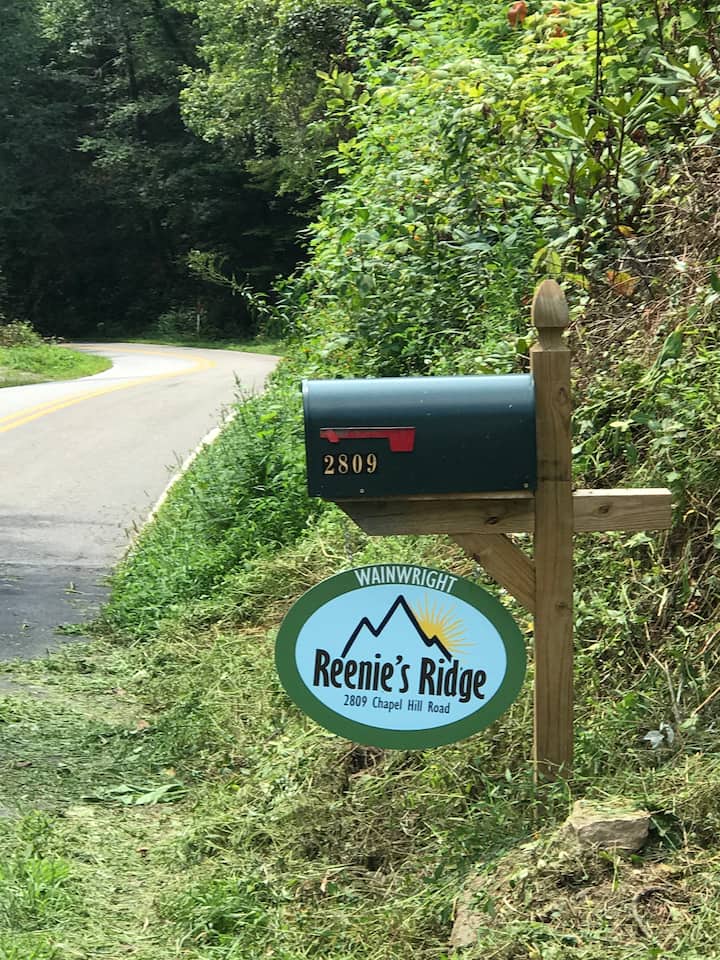 2809
WAINWRIGHT
Reenie's Ridge
2809 Chapel Hill Road